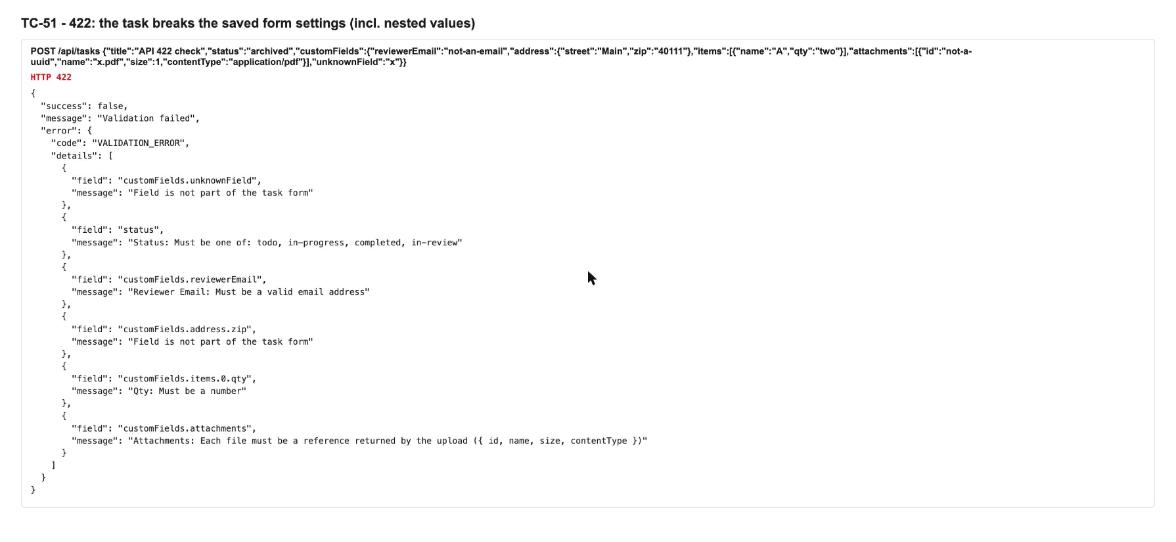 TC-51 - 422: the task breaks the saved form settings (incl. nested values)
POST /api/tasks {"title":"API 422 check","status":"archived","customFields":{"reviewerEmail":"not-an-email","address":{"street":"Main","zip":"40111"},"items":[{"name":"A","qty":"two"}],"attachments":[{"id":"not-a-
uuid","name":"x.pdf","size":1,"contentType":"application/pdf"}],"unknownField":"x"}}
HTTP 422
{
  "success": false,
  "message": "Validation failed",
  "error": {
    "code": "VALIDATION_ERROR",
    "details": [
      {
        "field": "customFields.unknownField",
        "message": "Field is not part of the task form"
      },
      {
        "field": "status",
        "message": "Status: Must be one of: todo, in-progress, completed, in-review"
      },
      {
        "field": "customFields.reviewerEmail",
        "message": "Reviewer Email: Must be a valid email address"
      },
      {
        "field": "customFields.address.zip",
        "message": "Field is not part of the task form"
      },
      {
        "field": "customFields.items.0.qty",
        "message": "Qty: Must be a number"
      },
      {
        "field": "customFields.attachments",
        "message": "Attachments: Each file must be a reference returned by the upload ({ id, name, size, contentType })"
      }
    ]
  }
}